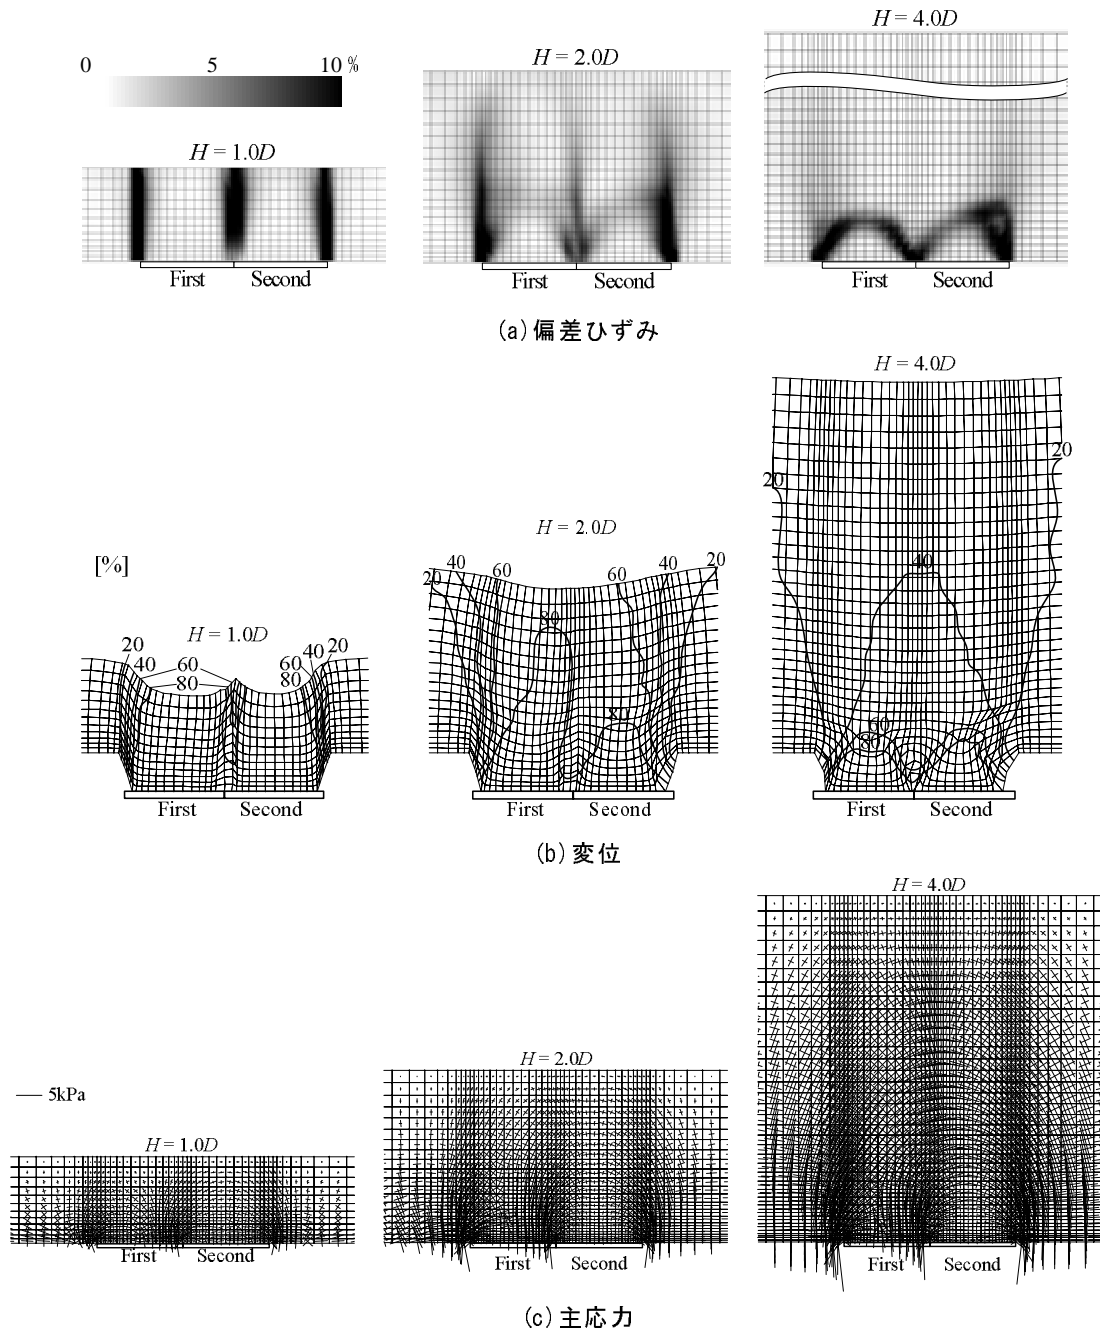 H = 4.0D
H = 2.0D
0 5 10 %
H = 1.0D
First Second
First Second
First Second
(a)偏差ひずみ
H = 4.0D
20
20
H = 2.0D
40
[%]
20 40 60 60 40 20
80
H = 1.0D
20 40 60 80 60 80 40 20
80
60
80
First Second
First Second
First Second
(b)変位
H = 4.0D
H = 2.0D
5kPa
H = 1.0D
First Second
First Second
First Second
(c)主応力